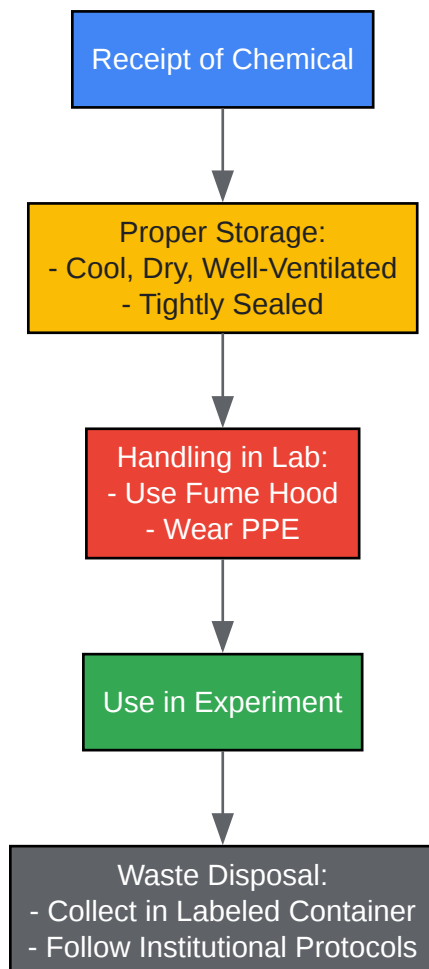 Receipt of Chemical
Proper Storage:
- Cool, Dry, Well-Ventilated
- Tightly Sealed
Handling in Lab:
- Use Fume Hood
- Wear PPE
Use in Experiment
Waste Disposal:
- Collect in Labeled Container
- Follow Institutional Protocols